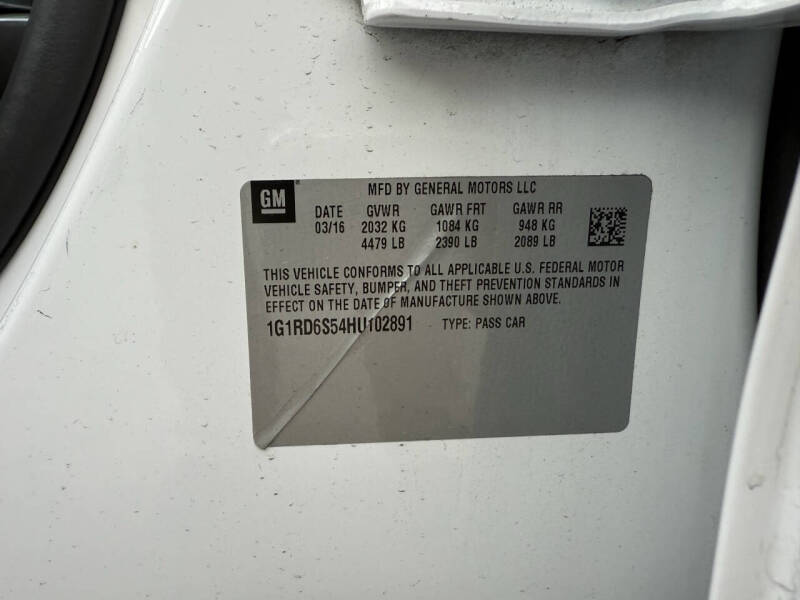 GM
MFD BY GENERAL MOTORS LLC
DATE GVWR GAWR FRT GAWR RR
03/16 2032 KG 1084 KG 948 KG
4479 LB 2390 LB 2089 LB
THIS VEHICLE CONFORMS TO ALL APPLICABLE U.S. FEDERAL MOTOR
VEHICLE SAFETY, BUMPER, AND THEFT PREVENTION STANDARDS IN
EFFECT ON THE DATE OF MANUFACTURE SHOWN ABOVE.
1G1RD6S54HU102891 TYPE: PASS CAR